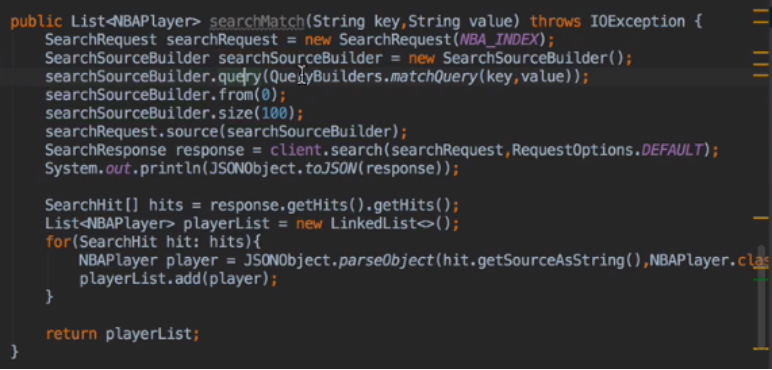 public List<NBAPlayer> searchMatch(String key,String value) throws IOException {
SearchRequest searchRequest = new SearchRequest(NBA_INDEX);
SearchSourceBuilder searchSourceBuilder = new SearchSourceBuilder();
searchSourceBuilder.query(QueryBuilders.matchQuery(key,value));
searchSourceBuilder.from(0);
searchSourceBuilder.size(100);
searchRequest.source(searchSourceBuilder);
SearchResponse response = client.search(searchRequest,RequestOptions.DEFAULT);
System.out.println(JSONObject.toJSON(response));
SearchHit[] hits = response.getHits().getHits();
List<NBAPlayer> playerList = new LinkedList<>();
for(SearchHit hit: hits){
NBAPlayer player = JSONObject.parseObject(hit.getSourceAsString(),NBAPlayer.clas
playerList.add(player);
}
return playerList;
}